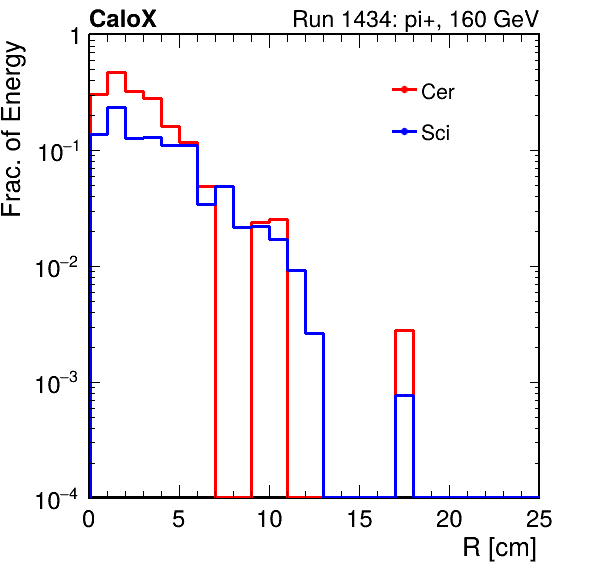 CaloX Run 1434: pi+, 160 GeV
Frac. of Energy
1
10⁻¹
10⁻²
10⁻³
10⁻⁴
Cer
Sci
0 5 10 15 20 25
R [cm]